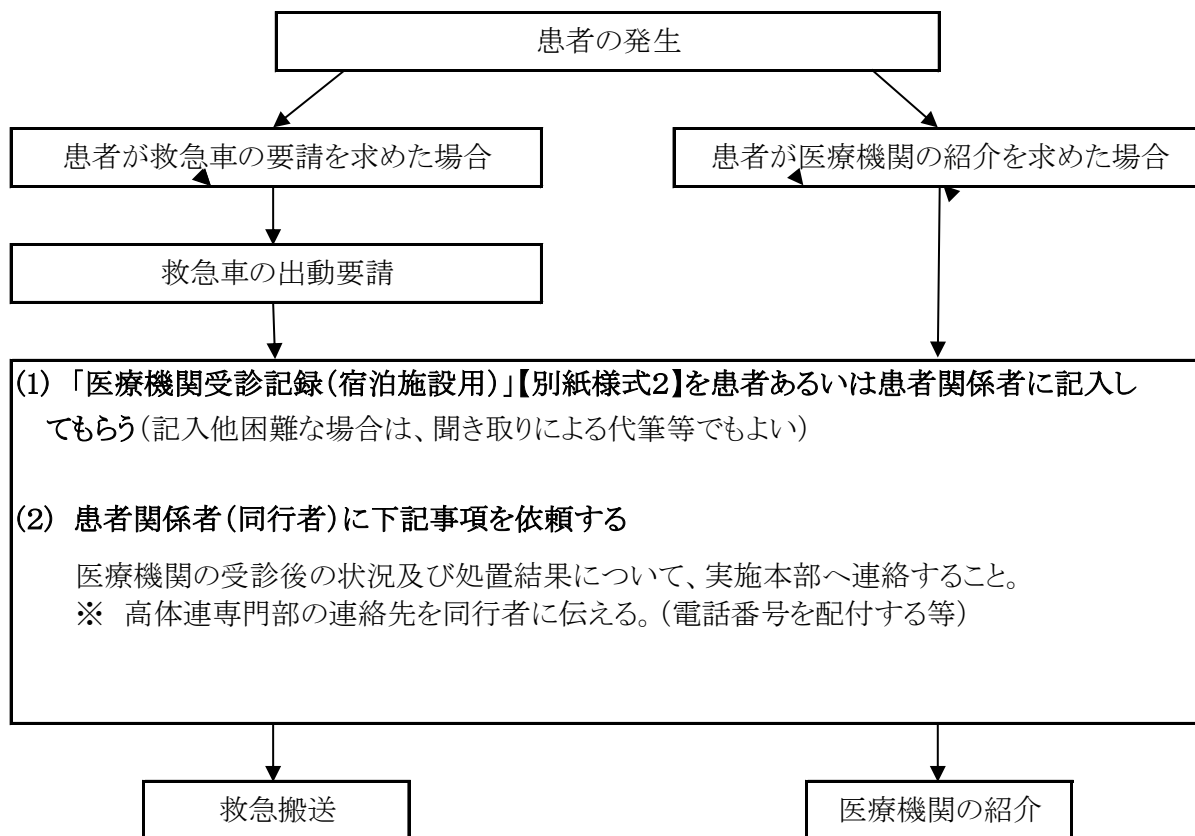 患者の発生
患者が救急車の要請を求めた場合
患者が医療機関の紹介を求めた場合
救急車の出動要請
(1) 「医療機関受診記録(宿泊施設用)」【別紙様式2】を患者あるいは患者関係者に記入し
てもらう(記入他困難な場合は、聞き取りによる代筆等でもよい)
(2) 患者関係者(同行者)に下記事項を依頼する
医療機関の受診後の状況及び処置結果について、実施本部へ連絡すること。
※ 高体連専門部の連絡先を同行者に伝える。(電話番号を配付する等)
救急搬送
医療機関の紹介